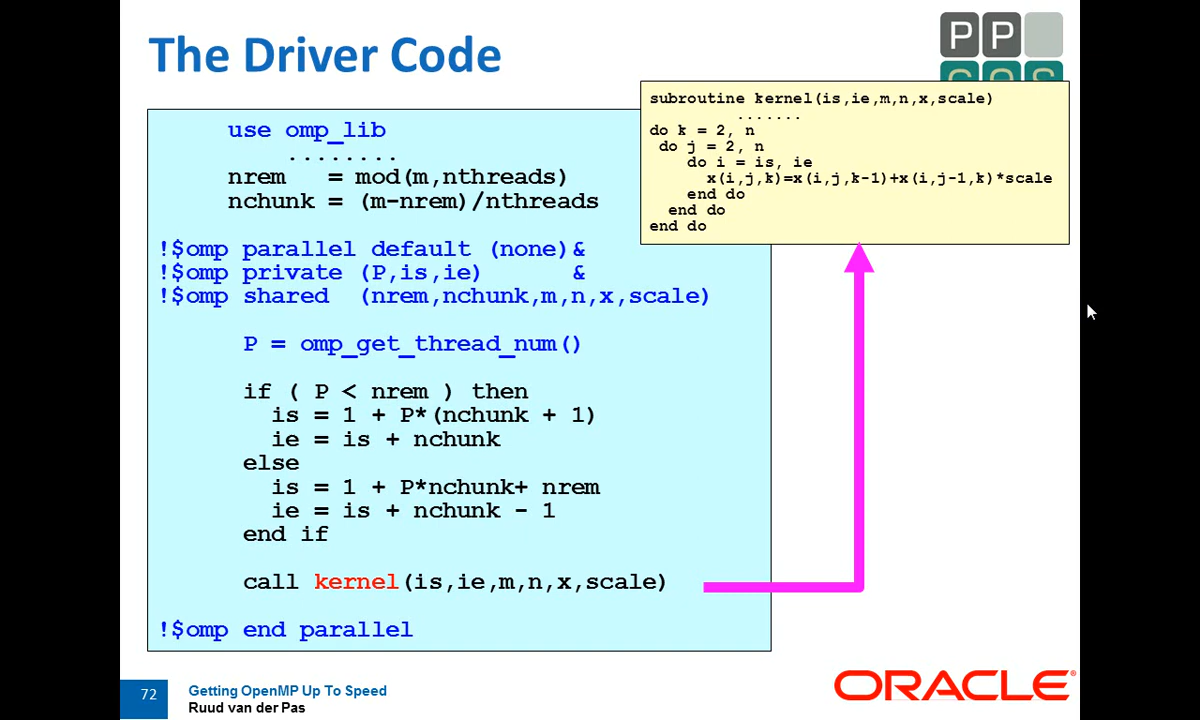 The Driver Code
P P
C O S
use omp_lib
........
nrem   = mod(m,nthreads)
nchunk = (m-nrem)/nthreads
!$omp parallel default (none)&
!$omp private (P,is,ie)      &
!$omp shared  (nrem,nchunk,m,n,x,scale)
P = omp_get_thread_num()
if ( P < nrem ) then
is = 1 + P*(nchunk + 1)
ie = is + nchunk
else
is = 1 + P*nchunk+ nrem
ie = is + nchunk - 1
end if
call kernel(is,ie,m,n,x,scale)
!$omp end parallel
subroutine kernel(is,ie,m,n,x,scale)
.......
do k = 2, n
do j = 2, n
do i = is, ie
x(i,j,k)=x(i,j,k-1)+x(i,j-1,k)*scale
end do
end do
end do
72
Getting OpenMP Up To Speed
Ruud van der Pas
ORACLE®